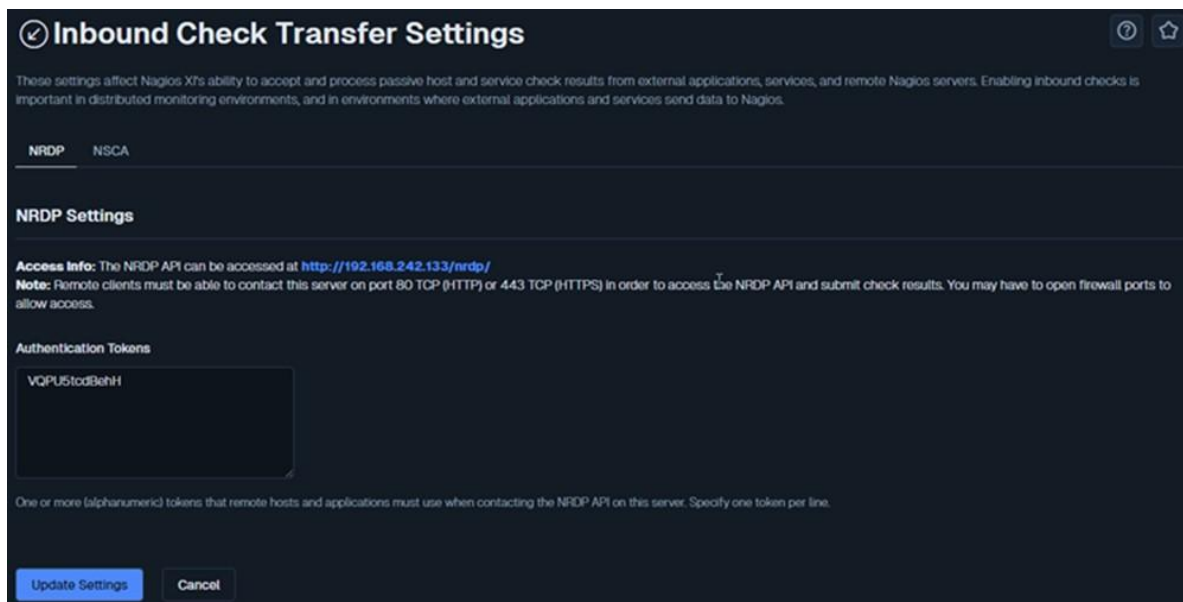 Inbound Check Transfer Settings
These settings affect Nagios XI's ability to accept and process passive host and service check results from external applications, services, and remote Nagios servers. Enabling inbound checks is
important in distributed monitoring environments, and in environments where external applications and services send data to Nagios.
NRDP NSCA
NRDP Settings
Access Info: The NRDP API can be accessed at http://192.168.242.133/nrdp/
Note: Remote clients must be able to contact this server on port 80 TCP (HTTP) or 443 TCP (HTTPS) in order to access the NRDP API and submit check results. You may have to open firewall ports to
allow access.
Authentication Tokens
VQPU5tcdBehH
One or more (alphanumeric) tokens that remote hosts and applications must use when contacting the NRDP API on this server. Specify one token per line.
Update Settings Cancel